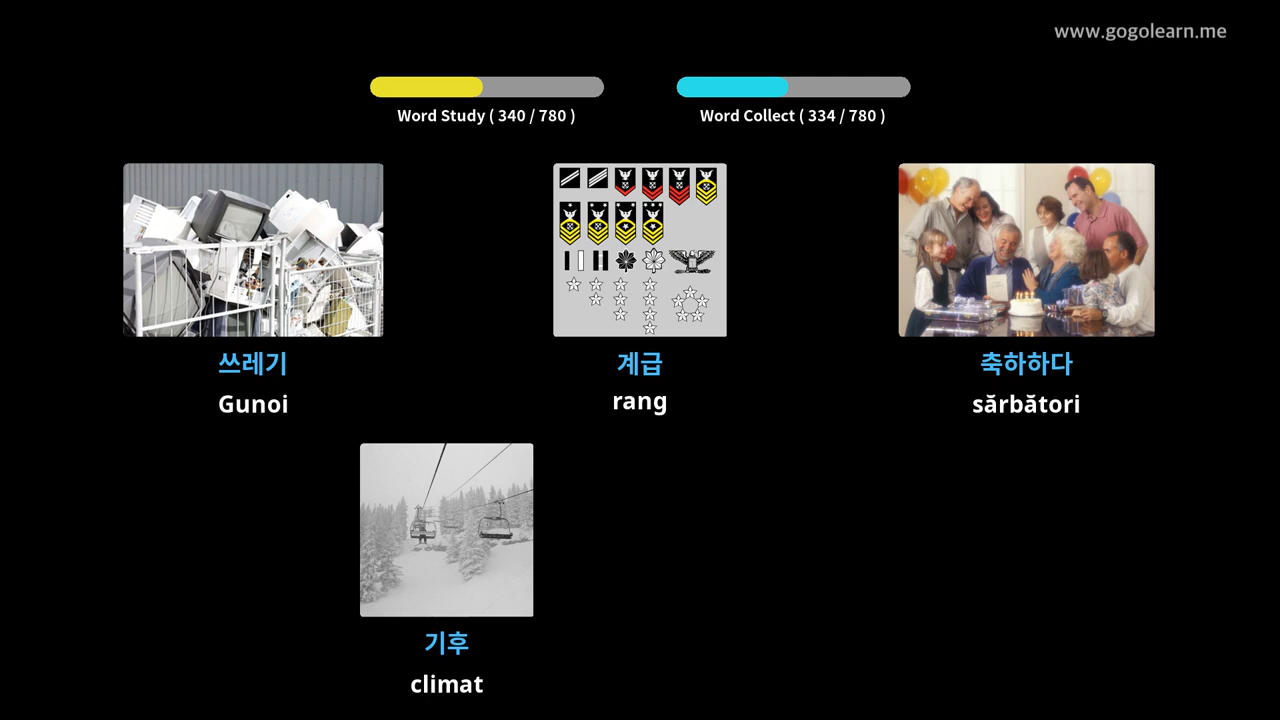 www.gogolearn.me
Word Study ( 340 / 780 )
Word Collect ( 334 / 780 )
쓰레기
Gunoi
계급
rang
축하하다
sărbători
기후
climat